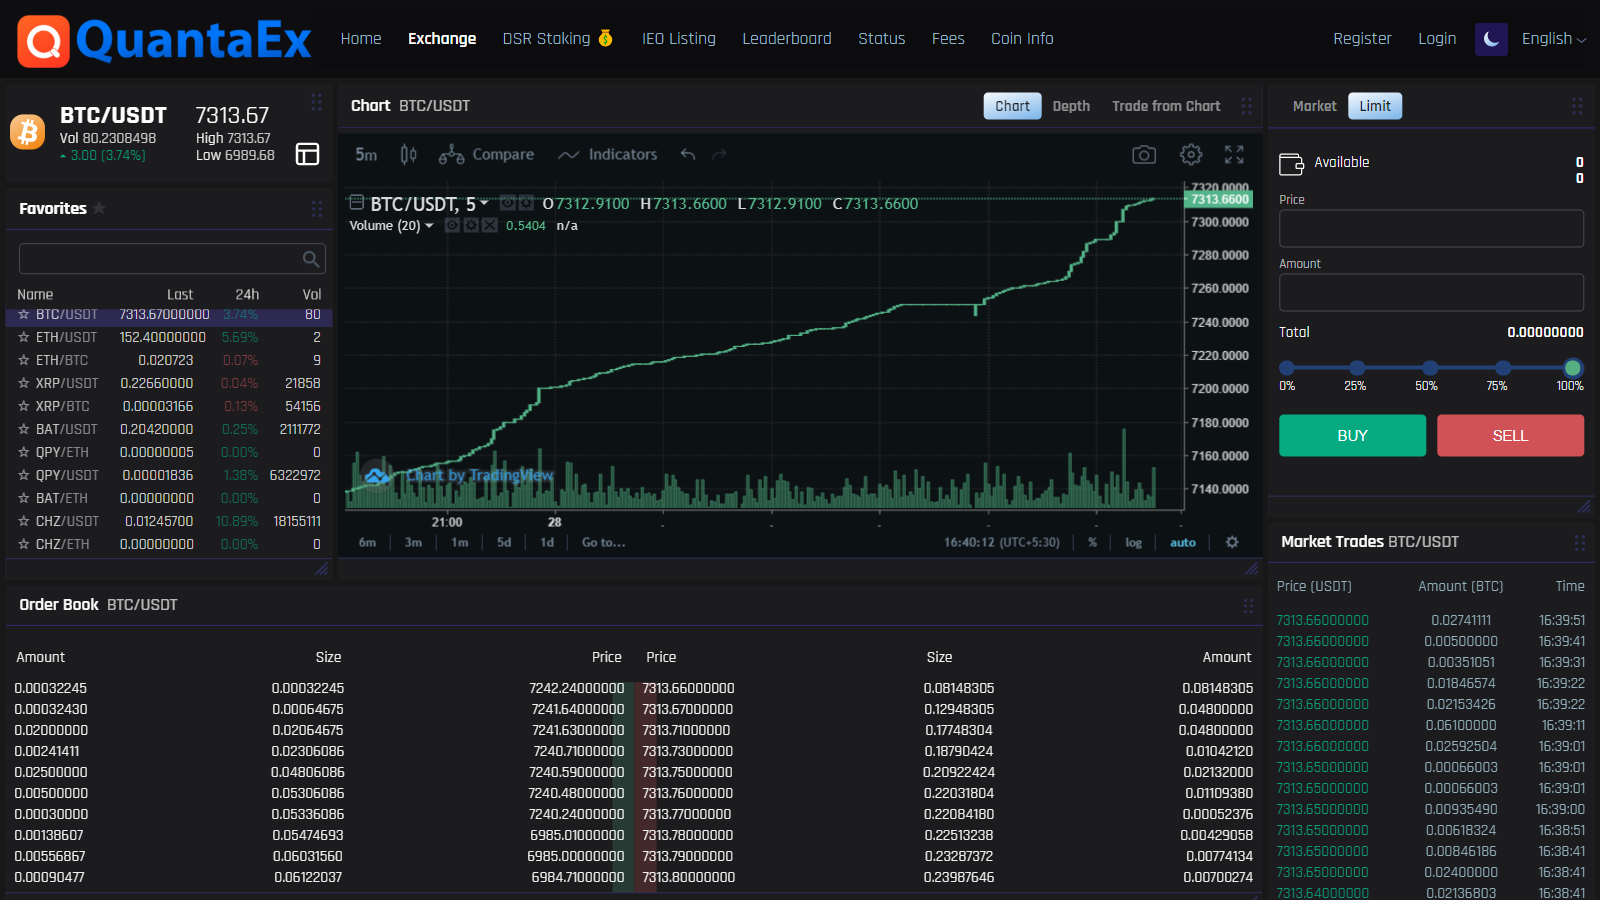 QuantaEx
Home Exchange DSR Staking IEO Listing Leaderboard Status Fees Coin Info Register Login English
BTC/USDT 7313.67
Vol 80.2308498 High 7313.67
3.00 (3.74%) Low 6989.68
Favorites
Name Last 24h Vol
BTC/USDT 7313.67000000 3.74% 80
ETH/USDT 152.40000000 5.69% 2
ETH/BTC 0.020723 0.07% 9
XRP/USDT 0.22660000 0.04% 21858
XRP/BTC 0.00003166 0.13% 54156
BAT/USDT 0.20420000 0.25% 2111772
QPY/ETH 0.00000005 0.00% 0
QPY/USDT 0.00001836 1.38% 6322972
BAT/ETH 0.00000000 0.00% 0
CHZ/USDT 0.01245700 10.89% 18155111
CHZ/ETH 0.00000000 0.00% 0
Chart BTC/USDT Chart Depth Trade from Chart
5m Compare Indicators
BTC/USDT, 5 O7312.9100 H7313.6600 L7312.9100 C7313.6600
Volume (20) 0.5404 n/a
7320.0000
7313.6600
7300.0000
7280.0000
7260.0000
7240.0000
7220.0000
7200.0000
7180.0000
7160.0000
7140.0000
Chart by TradingView
21:00 28
6m 3m 1m 5d 1d Go to... 16:40:12 (UTC+5:30) % log auto
Market Limit
Available 0
0
Price
Amount
Total 0.00000000
0% 25% 50% 75% 100%
BUY SELL
Order Book BTC/USDT
Amount Size Price Price Size Amount
0.00032245 0.00032245 7242.24000000 7313.66000000 0.08148305 0.08148305
0.00032430 0.00064675 7241.64000000 7313.67000000 0.12948305 0.04800000
0.02000000 0.02064675 7241.63000000 7313.71000000 0.17748304 0.04800000
0.00241411 0.02306086 7240.71000000 7313.73000000 0.18790424 0.01042120
0.02500000 0.04806086 7240.59000000 7313.75000000 0.20922424 0.02132000
0.00500000 0.05306086 7240.48000000 7313.76000000 0.22031804 0.01109380
0.00030000 0.05336086 7240.24000000 7313.77000000 0.22084180 0.00052376
0.00138607 0.05474693 6985.01000000 7313.78000000 0.22513238 0.00429058
0.00556867 0.06031560 6985.00000000 7313.79000000 0.23287372 0.00774134
0.00090477 0.06122037 6984.71000000 7313.80000000 0.23987646 0.00700274
Market Trades BTC/USDT
Price (USDT) Amount (BTC) Time
7313.66000000 0.02741111 16:39:51
7313.66000000 0.00500000 16:39:41
7313.66000000 0.00351051 16:39:31
7313.66000000 0.01846574 16:39:22
7313.66000000 0.02153426 16:39:22
7313.66000000 0.06100000 16:39:11
7313.66000000 0.02592504 16:39:01
7313.65000000 0.00066003 16:39:01
7313.65000000 0.00066003 16:39:01
7313.65000000 0.00935490 16:39:00
7313.65000000 0.00618324 16:38:51
7313.65000000 0.00846186 16:38:41
7313.65000000 0.02400000 16:38:41
7313.64000000 0.02136803 16:38:41